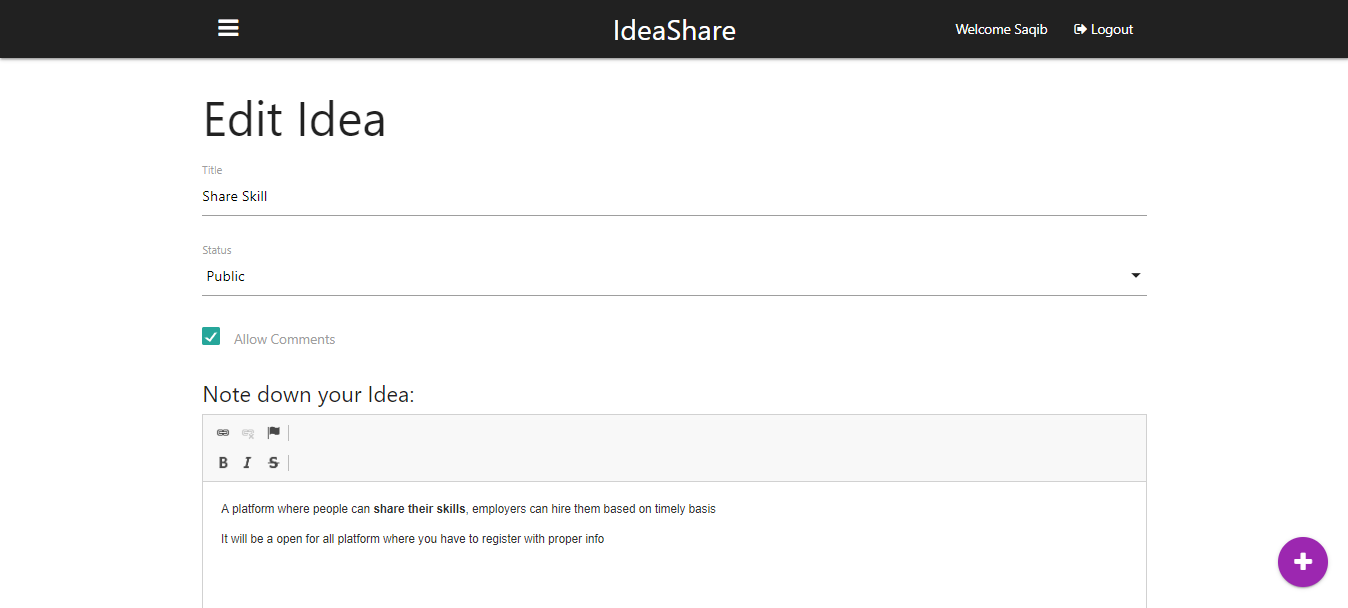 IdeaShare
Welcome Saqib Logout
Edit Idea
Title
Share Skill
Status
Public
Allow Comments
Note down your Idea:
B I S
A platform where people can share their skills, employers can hire them based on timely basis
It will be a open for all platform where you have to register with proper info